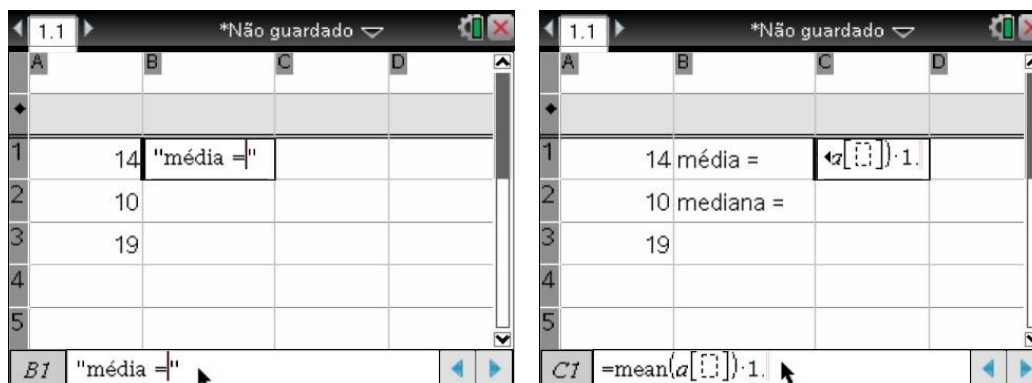 1.1 *Não guardado
A B C D
1 14 "média ="
2 10
3 19
4
5
B1 "média ="
1.1 *Não guardado
A B C D
1 14 média = a[])·1.
2 10 mediana =
3 19
4
5
C1 =mean(a[])·1.